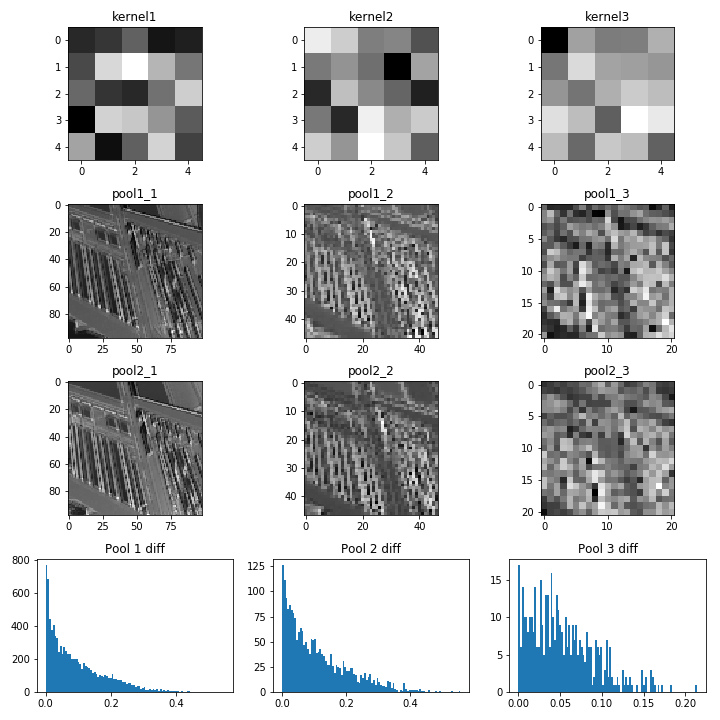 kernel1 kernel2 kernel3
0 0 0
1 1 1
2 2 2
3 3 3
4 4 4
0 2 4 0 2 4 0 2 4
pool1_1 pool1_2 pool1_3
0 0 0
20 10 5
40 20 10
60 30 15
80 40 20
0 25 50 75 0 20 40 0 10 20
pool2_1 pool2_2 pool2_3
0 0 0
20 10 5
40 20 10
60 30 15
80 40 20
0 25 50 75 0 20 40 0 10 20
Pool 1 diff Pool 2 diff Pool 3 diff
800 125 15
600 100 10
400 75 5
200 50 0
0 25
0
0.0 0.2 0.4 0.0 0.2 0.4 0.00 0.05 0.10 0.15 0.20